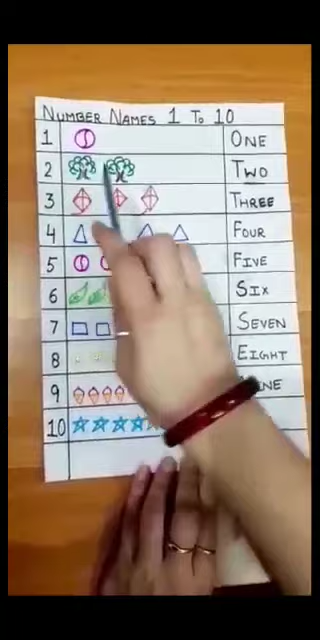 NUMBER NAMES 1 TO 10
1 ONE
2 TWO
3 THREE
4 FOUR
5 FIVE
6 SIX
7 SEVEN
8 EIGHT
9
10